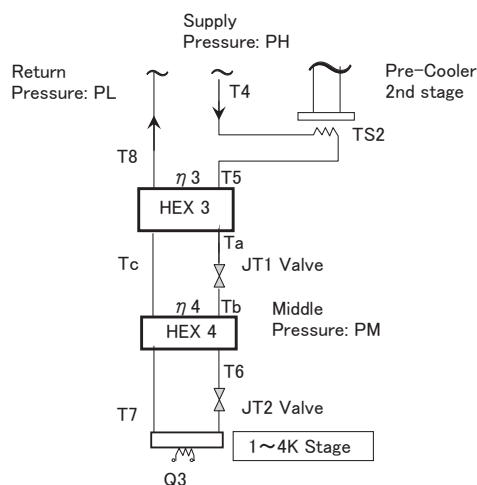 Supply
Pressure: PH
Return
Pressure: PL
Pre-Cooler
2nd stage
T4
TS2
T8
η3
T5
HEX 3
Ta
Tc
JT1 Valve
η4
Tb
Middle
Pressure: PM
HEX 4
T6
T7
JT2 Valve
1～4K Stage
Q3